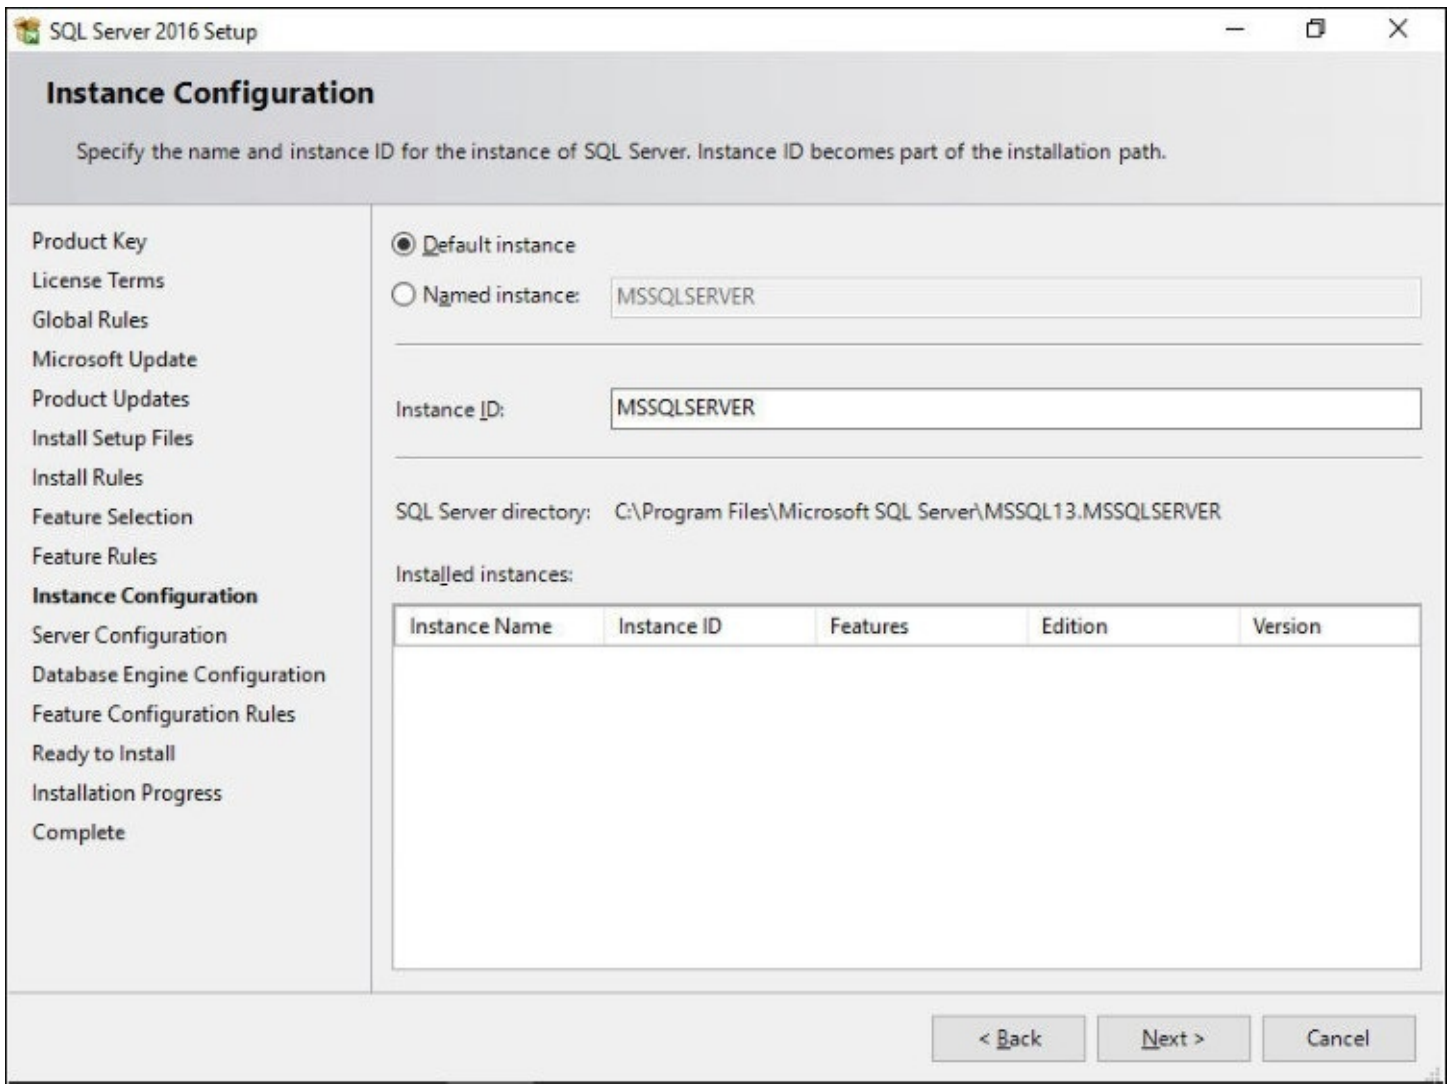 SQL Server 2016 Setup
Instance Configuration
Specify the name and instance ID for the instance of SQL Server. Instance ID becomes part of the installation path.
Product Key
License Terms
Global Rules
Microsoft Update
Product Updates
Install Setup Files
Install Rules
Feature Selection
Feature Rules
Instance Configuration
Server Configuration
Database Engine Configuration
Feature Configuration Rules
Ready to Install
Installation Progress
Complete
Default instance
Named instance: MSSQLSERVER
Instance ID: MSSQLSERVER
SQL Server directory: C:\Program Files\Microsoft SQL Server\MSSQL13.MSSQLSERVER
Installed instances:
Instance Name Instance ID Features Edition Version
< Back Next > Cancel